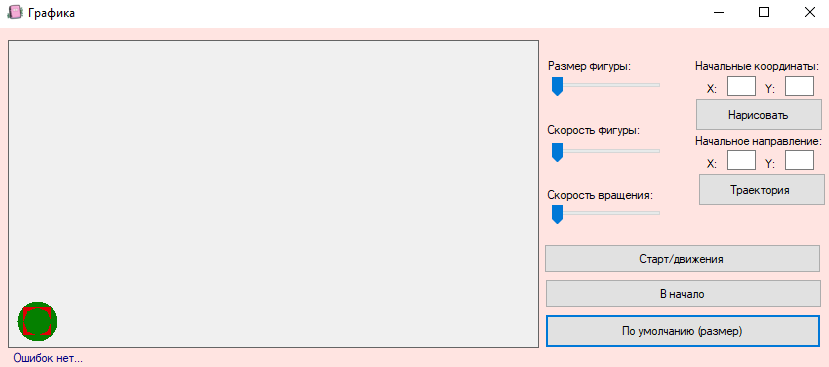 Графика
Размер фигуры:
Начальные координаты:
X: Y:
Нарисовать
Скорость фигуры:
Начальное направление:
X: Y:
Траектория
Скорость вращения:
Старт/движения
В начало
По умолчанию (размер)
Ошибок нет...